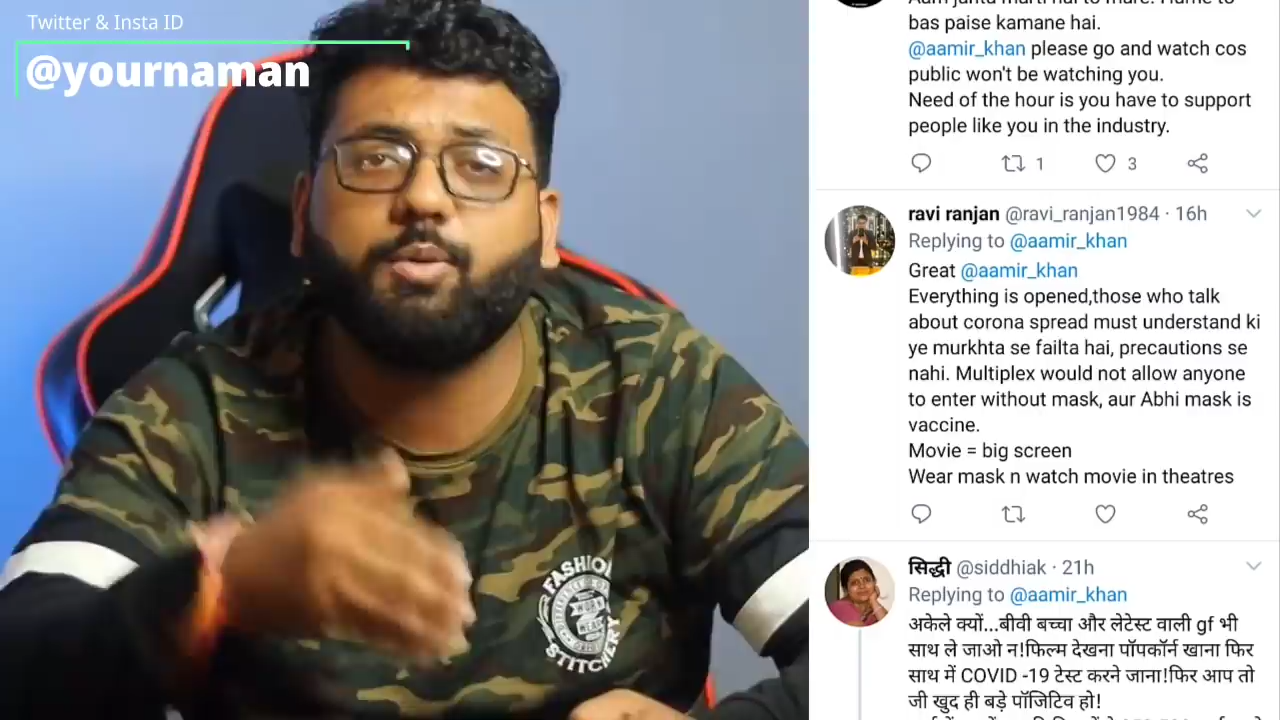 Twitter & Insta ID
@yournaman
bas paise kamane hai.
@aamir_khan please go and watch cos
public won't be watching you.
Need of the hour is you have to support
people like you in the industry.
1 3
ravi ranjan @ravi_ranjan1984 · 16h
Replying to @aamir_khan
Great @aamir_khan
Everything is opened,those who talk
about corona spread must understand ki
ye murkhta se failta hai, precautions se
nahi. Multiplex would not allow anyone
to enter without mask, aur Abhi mask is
vaccine.
Movie = big screen
Wear mask n watch movie in theatres
सिद्धी @siddhiak · 21h
Replying to @aamir_khan
अकेले क्यों...बीवी बच्चा और लेटेस्ट वाली gf भी
साथ ले जाओ न!फिल्म देखना पॉपकॉर्न खाना फिर
साथ में COVID -19 टेस्ट करने जाना!फिर आप तो
जी खुद ही बड़े पॉजिटिव हो!
FASHION
STITCHERY